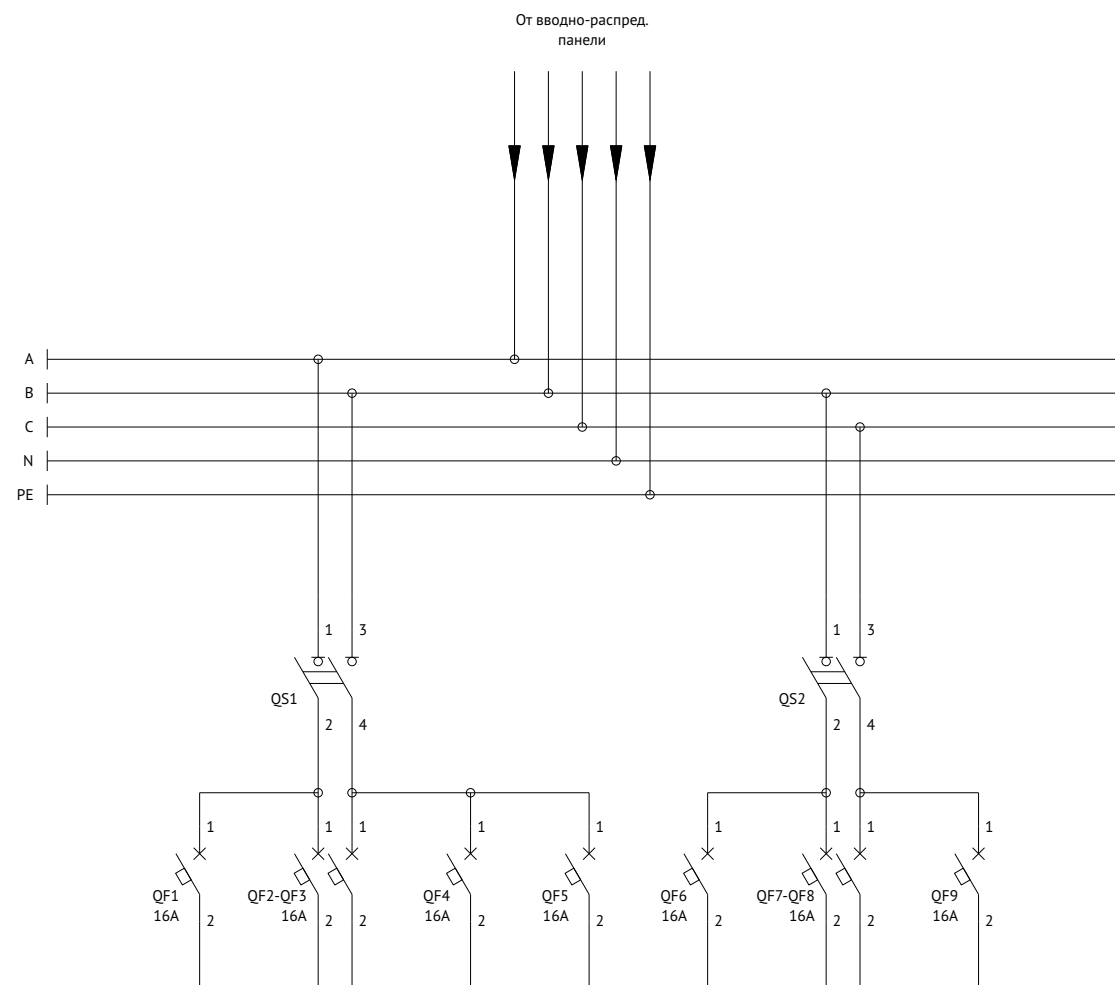 От вводно-распред.
панели
A
B
C
N
PE
1 3 1 3
QS1 QS2
2 4 2 4
1 1 1 1 1 1 1 1 1
QF1 QF2-QF3 QF4 QF5 QF6 QF7-QF8 QF9
16A 16A 16A 16A 16A 16A 16A
2 2 2 2 2 2 2 2 2